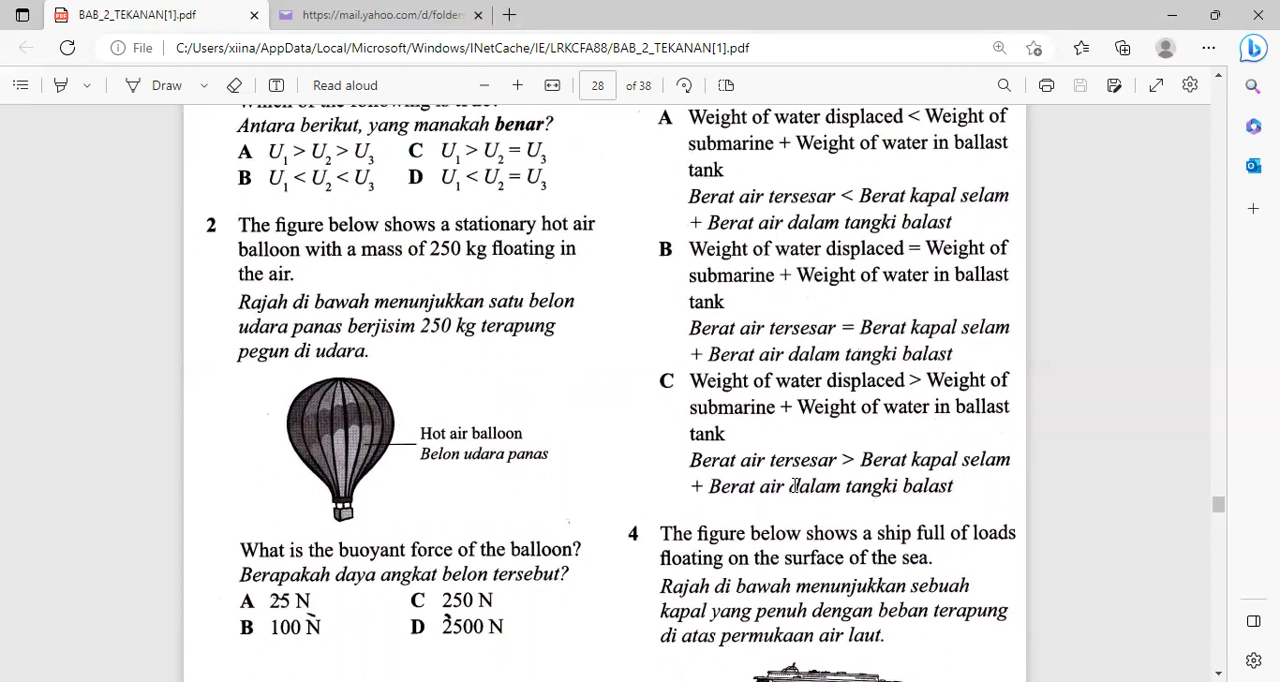 BAB_2_TEKANAN[1].pdf
https://mail.yahoo.com/d/folder
File C:/Users/xiina/AppData/Local/Microsoft/Windows/INetCache/IE/LRKCFA88/BAB_2_TEKANAN[1].pdf
Draw
Read aloud
28 of 38
Which of the following is true?
Antara berikut, yang manakah benar?
A U₁ > U₂ > U₃ C U₁ > U₂ = U₃
B U₁ < U₂ < U₃ D U₁ < U₂ = U₃
2 The figure below shows a stationary hot air
balloon with a mass of 250 kg floating in
the air.
Rajah di bawah menunjukkan satu belon
udara panas berjisim 250 kg terapung
pegun di udara.
Hot air balloon
Belon udara panas
What is the buoyant force of the balloon?
Berapakah daya angkat belon tersebut?
A 25 N C 250 N
B 100 N D 2500 N
A Weight of water displaced < Weight of
submarine + Weight of water in ballast
tank
Berat air tersesar < Berat kapal selam
+ Berat air dalam tangki balast
B Weight of water displaced = Weight of
submarine + Weight of water in ballast
tank
Berat air tersesar = Berat kapal selam
+ Berat air dalam tangki balast
C Weight of water displaced > Weight of
submarine + Weight of water in ballast
tank
Berat air tersesar > Berat kapal selam
+ Berat air dalam tangki balast
4 The figure below shows a ship full of loads
floating on the surface of the sea.
Rajah di bawah menunjukkan sebuah
kapal yang penuh dengan beban terapung
di atas permukaan air laut.